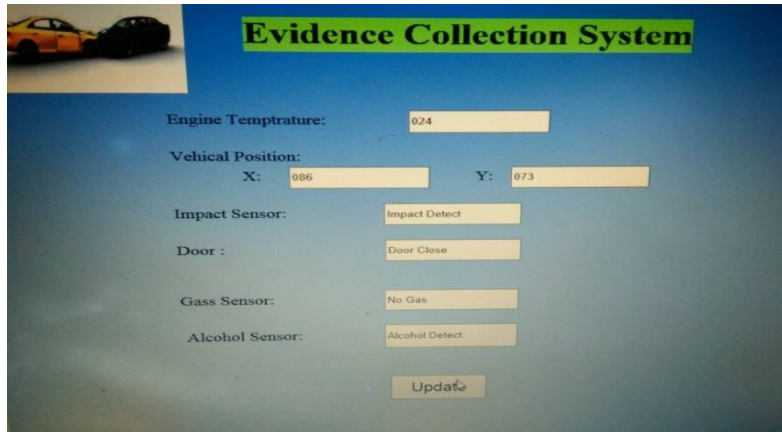 Evidence Collection System
Engine Temptrature: 024
Vehical Position:
X: 086 Y: 073
Impact Sensor: Impact Detect
Door : Door Close
Gass Sensor: No Gas
Alcohol Sensor: Alcohol Detect
Update